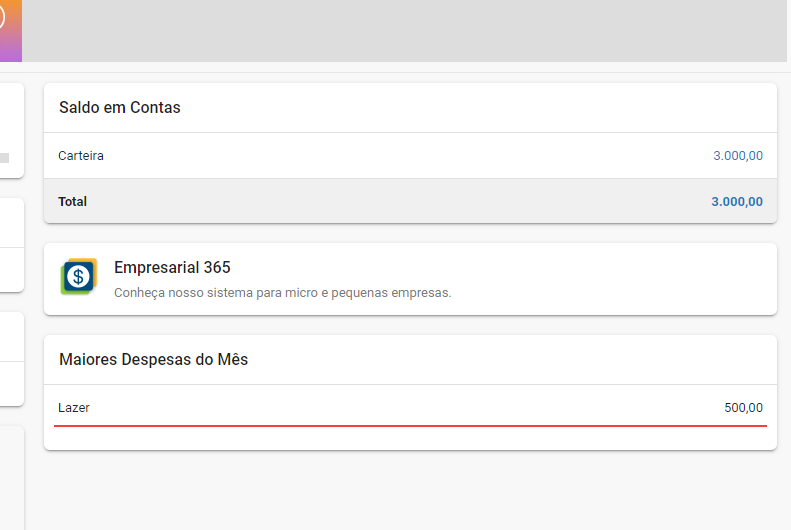 Saldo em Contas
Carteira 3.000,00
Total 3.000,00
Empresarial 365
Conheça nosso sistema para micro e pequenas empresas.
Maiores Despesas do Mês
Lazer 500,00